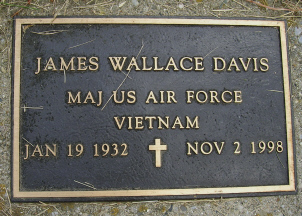 JAMES WALLACE DAVIS
MAJ US AIR FORCE
VIETNAM
JAN 19 1932 NOV 2 1998